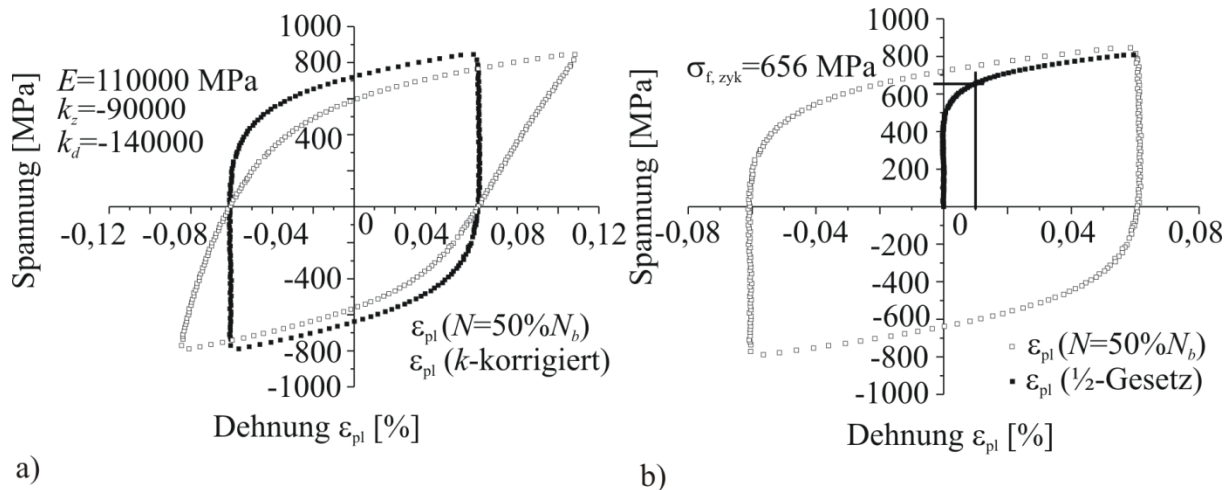 1000
800
400
0
-400
-800
-1000
Spannung [MPa]
E=110000 MPa
k_z=-90000
k_d=-140000
-0,12
-0,08
-0,04
0,04
0,08
0,12
ε_pl (N=50%N_b)
ε_pl (k-korrigiert)
Dehnung ε_pl [%]
a)
1000
800
600
400
200
0
-200
-400
-600
-800
-1000
Spannung [MPa]
σ_f, zyk=656 MPa
-0,08
-0,04
0,04
0,08
ε_pl (N=50%N_b)
ε_pl (½-Gesetz)
Dehnung ε_pl [%]
b)